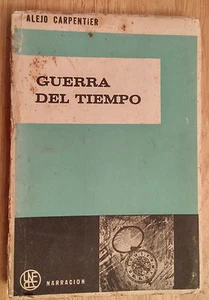 ALEJO CARPENTIER
GUERRA
DEL TIEMPO
NARRACION